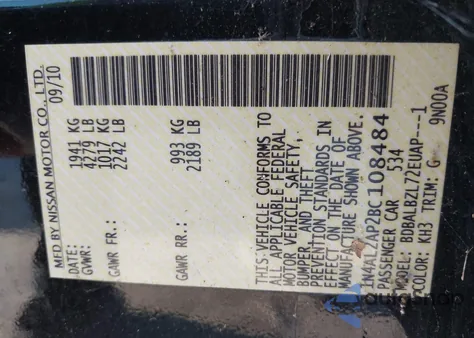 MFD BY NISSAN MOTOR CO., LTD.
09/10
DATE: 1941 KG
GAWR: 4279 LB
1017 KG
GAWR FR.: 2242 LB
993 KG
GAWR RR.: 2189 LB
THIS VEHICLE CONFORMS TO
ALL APPLICABLE FEDERAL
MOTOR VEHICLE SAFETY,
BUMPER, AND THEFT
PREVENTION STANDARDS IN
EFFECT ON THE DATE OF
MANUFACTURE SHOWN ABOVE.
1N4AL2AP2BC108484
PASSENGER CAR 534
MODEL: BDBALBZL72EUAP----1
COLOR: KH3 TRIM: G 9N00A